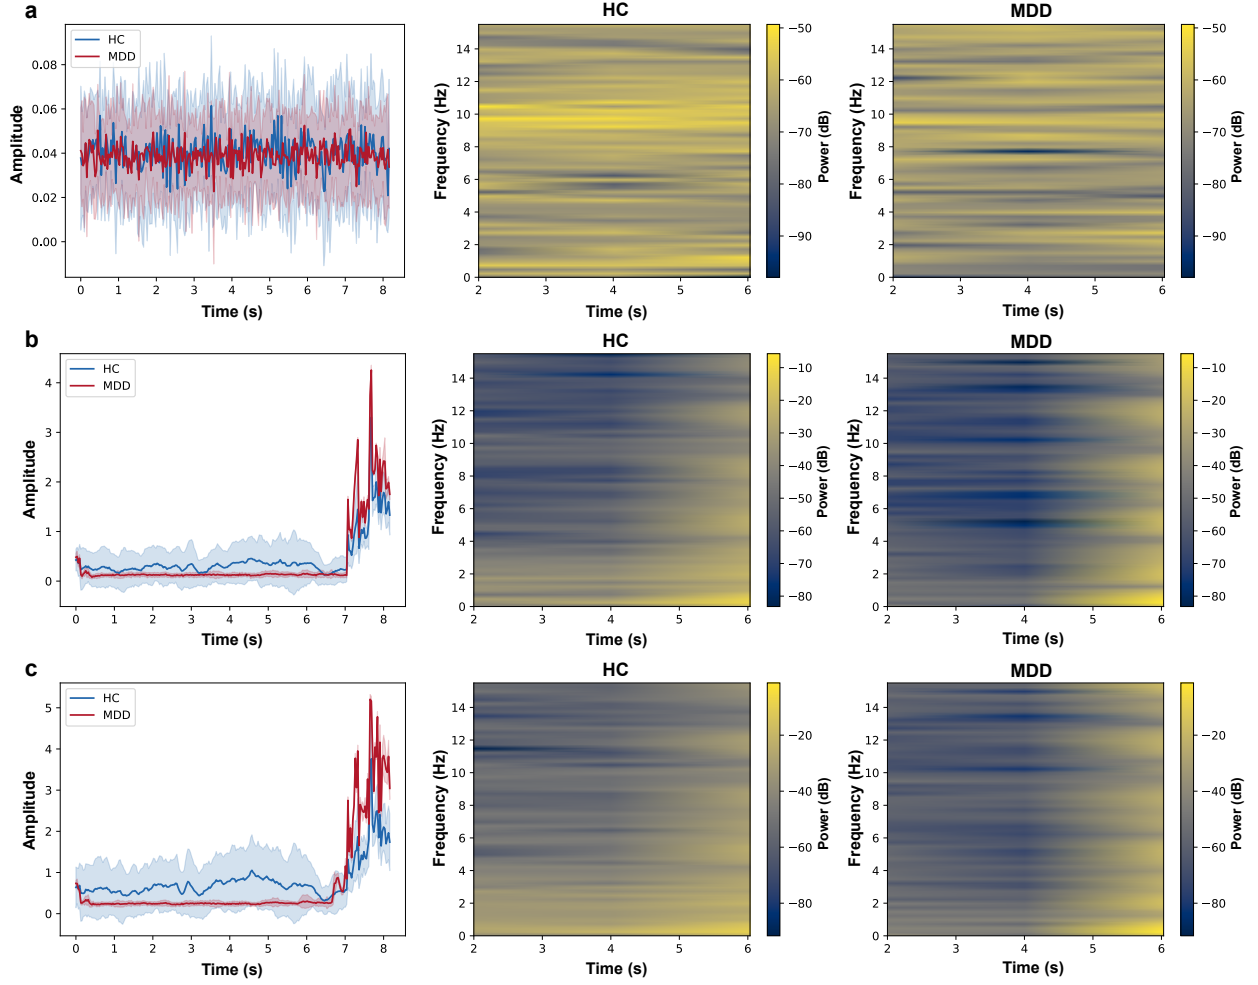 a
HC
MDD
HC
MDD
0.08
0.06
0.04
0.02
0.00
Amplitude
0 1 2 3 4 5 6 7 8
Time (s)
14
12
10
8
6
4
2
0
Frequency (Hz)
2 3 4 5 6
Time (s)
−50
−60
−70
−80
−90
Power (dB)
14
12
10
8
6
4
2
0
Frequency (Hz)
2 3 4 5 6
Time (s)
−50
−60
−70
−80
−90
Power (dB)
b
HC
MDD
HC
MDD
4
3
2
1
0
Amplitude
0 1 2 3 4 5 6 7 8
Time (s)
14
12
10
8
6
4
2
0
Frequency (Hz)
2 3 4 5 6
Time (s)
−10
−20
−30
−40
−50
−60
−70
−80
Power (dB)
14
12
10
8
6
4
2
0
Frequency (Hz)
2 3 4 5 6
Time (s)
−10
−20
−30
−40
−50
−60
−70
−80
Power (dB)
c
HC
MDD
HC
MDD
5
4
3
2
1
0
Amplitude
0 1 2 3 4 5 6 7 8
Time (s)
14
12
10
8
6
4
2
0
Frequency (Hz)
2 3 4 5 6
Time (s)
−20
−40
−60
−80
Power (dB)
14
12
10
8
6
4
2
0
Frequency (Hz)
2 3 4 5 6
Time (s)
−20
−40
−60
−80
Power (dB)